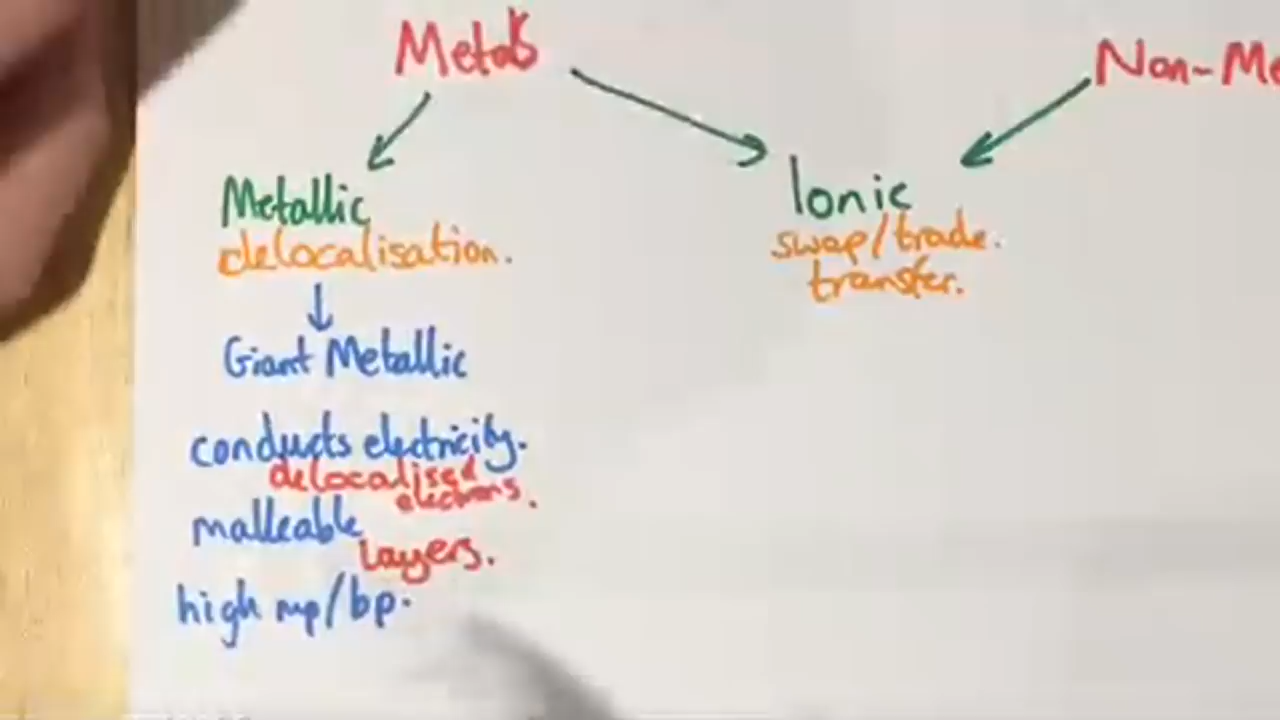 Metals
Non-Me
Metallic
delocalisation.
Ionic
swap/trade.
transfer.
Giant Metallic
conducts electricity.
delocalised
electrons.
malleable
layers.
high mp/bp.